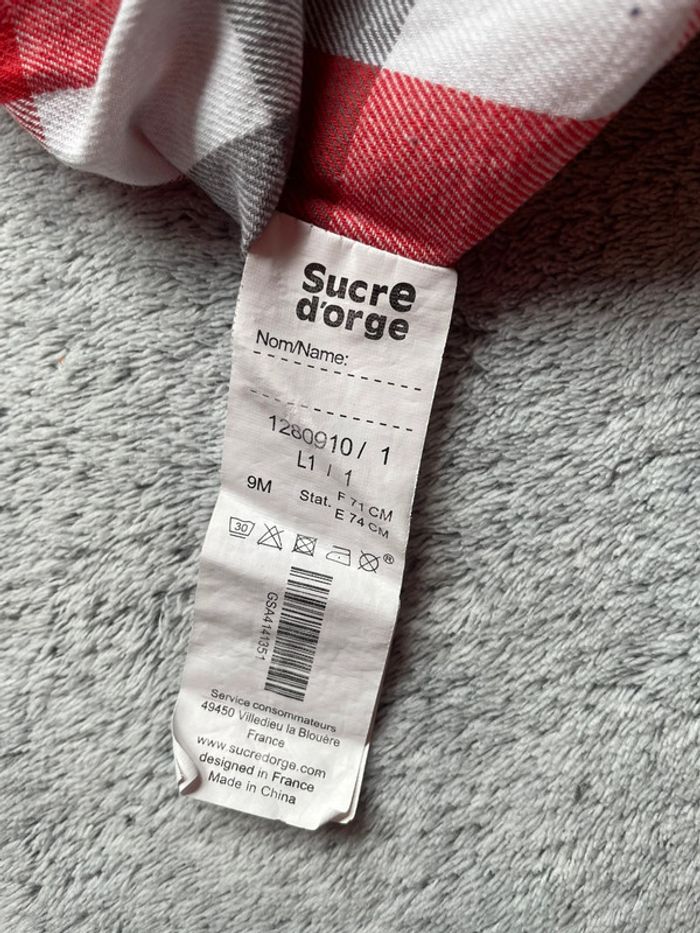 Sucre
d'orge
Nom/Name:
1280910 / 1
L1 / 1
9M Stat. F 71 CM
E 74 CM
30
®
GSA4141351
Service consommateurs
49450 Villedieu la Blouère
France
www.sucredorge.com
designed in France
Made in China